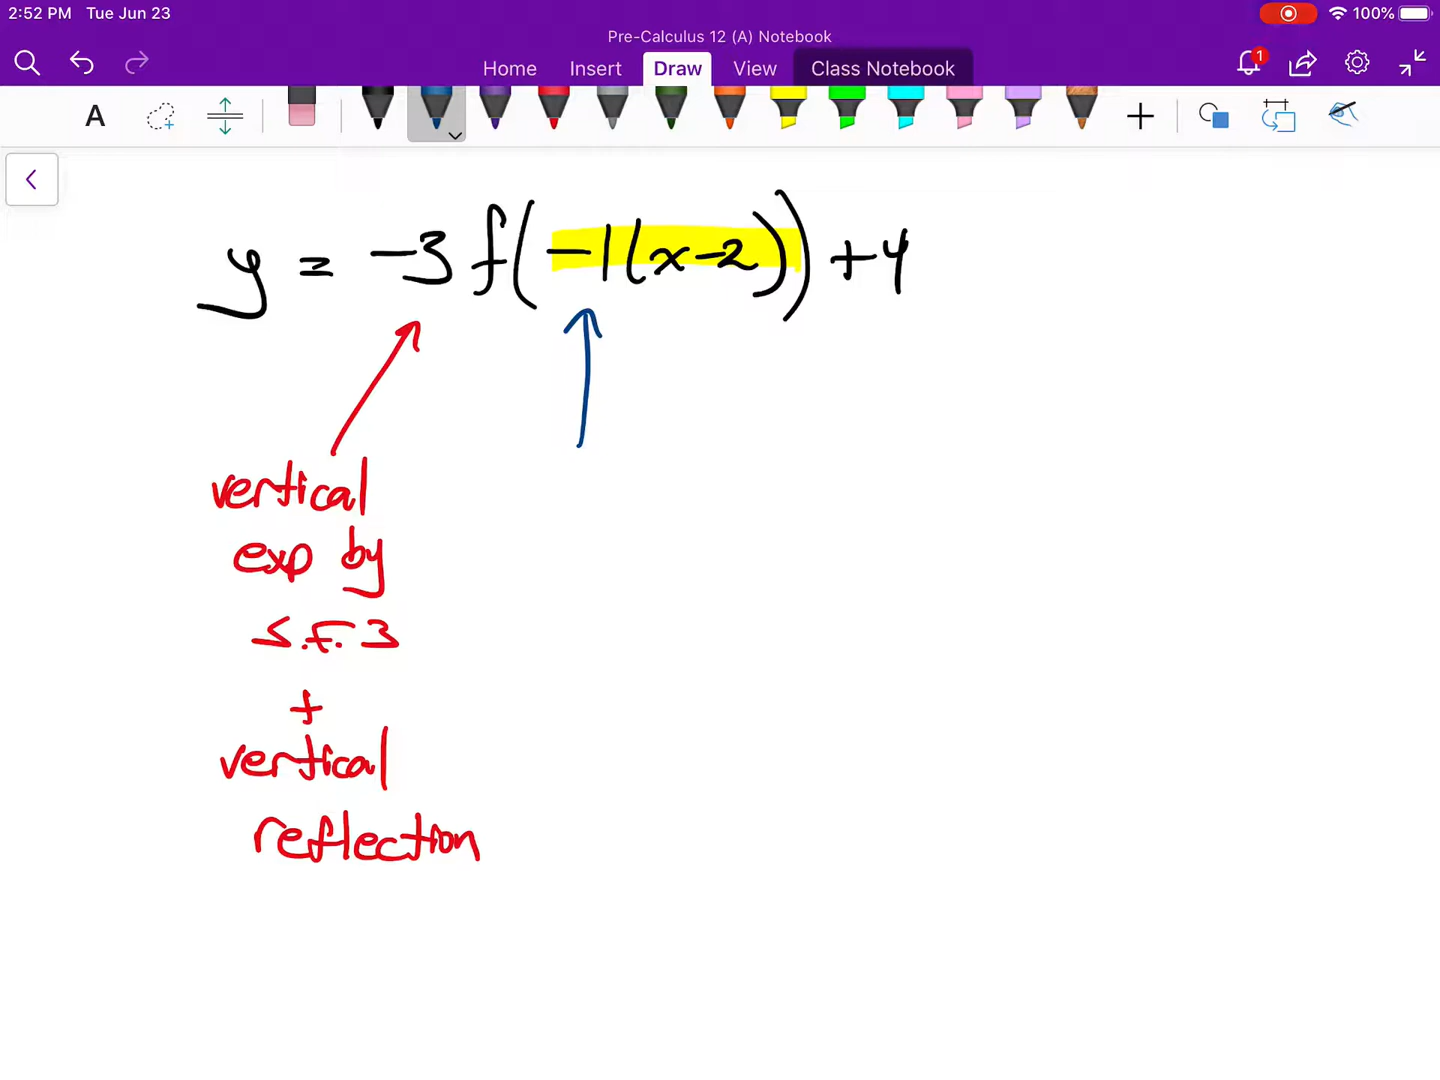 2:52 PM Tue Jun 23
100%
Pre-Calculus 12 (A) Notebook
Home Insert Draw View Class Notebook
1
A
y = -3 f(-1(x-2)) +4
vertical
exp by
s.f. 3
+
vertical
reflection